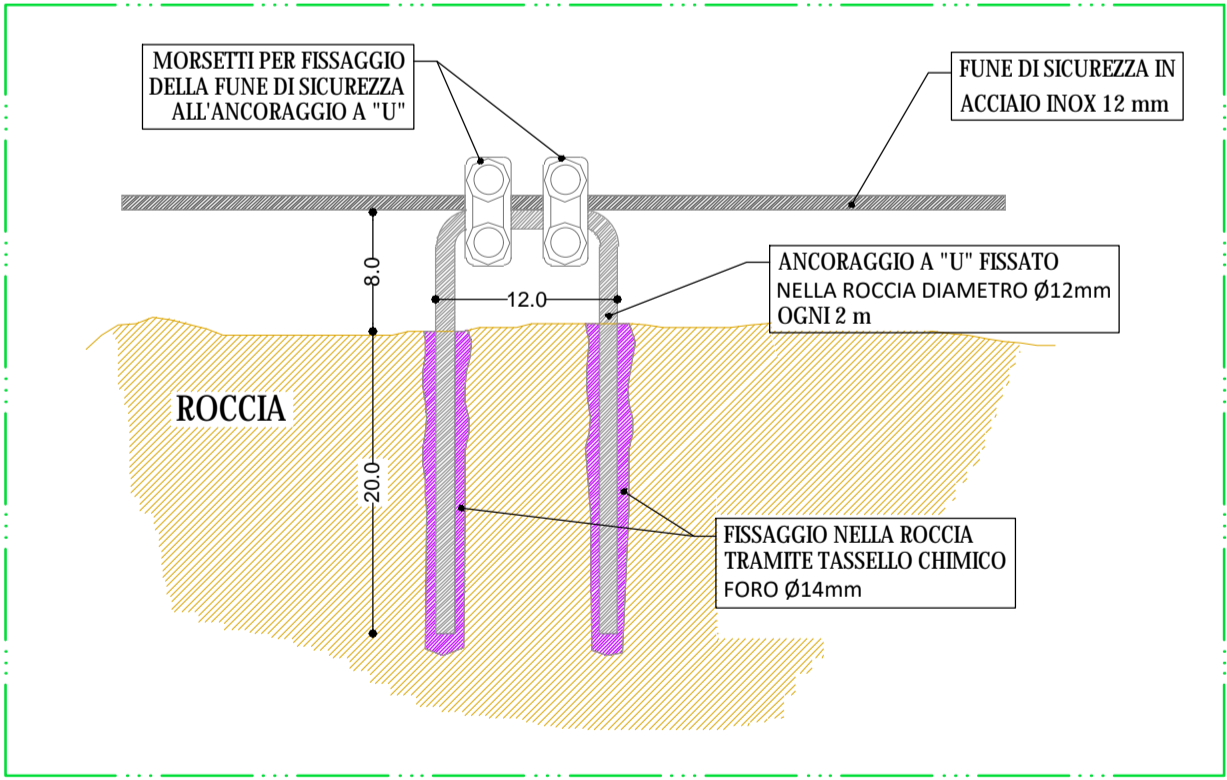 MORSETTI PER FISSAGGIO
DELLA FUNE DI SICUREZZA
ALL'ANCORAGGIO A "U"
FUNE DI SICUREZZA IN
ACCIAIO INOX 12 mm
8.0
12.0
ANCORAGGIO A "U" FISSATO
NELLA ROCCIA DIAMETRO Ø12mm
OGNI 2 m
ROCCIA
20.0
FISSAGGIO NELLA ROCCIA
TRAMITE TASSELLO CHIMICO
FORO Ø14mm